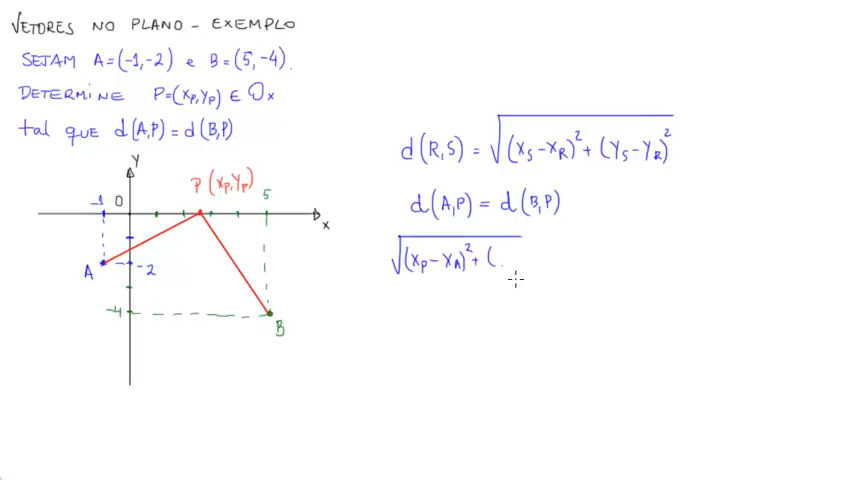 VETORES NO PLANO - EXEMPLO
SEJAM A=(-1,-2) e B=(5,-4).
DETERMINE P=(xp,yp) ∈ Ox
tal que d(A,P)=d(B,P)
d(R,S) = √(xS-xR)²+(yS-yR)²
d(A,P) = d(B,P)
√(xp-xA)²+(
y
P(xp,yp)
-1 0 5
x
A -2
-4
B